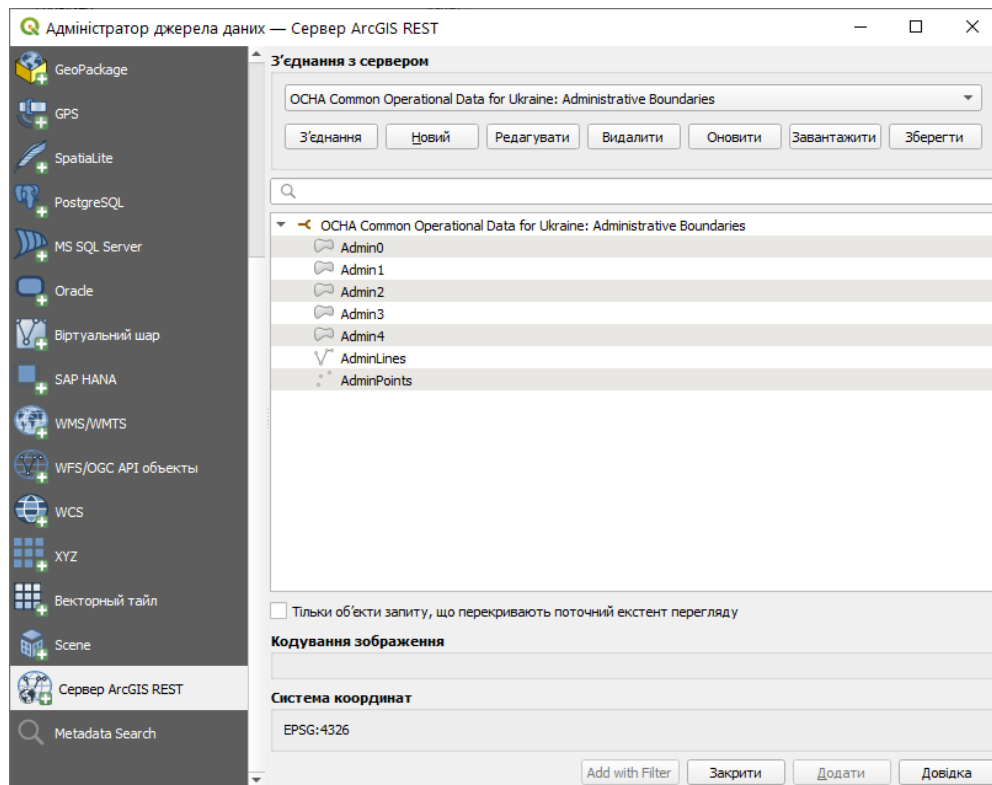 Адміністратор джерела даних — Сервер ArcGIS REST
GeoPackage
GPS
SpatiaLite
PostgreSQL
MS SQL Server
Oracle
Віртуальний шар
SAP HANA
WMS/WMTS
WFS/OGC API объекты
WCS
XYZ
Векторный тайл
Scene
Сервер ArcGIS REST
Metadata Search
З'єднання з сервером
OCHA Common Operational Data for Ukraine: Administrative Boundaries
З'єднання Новий Редагувати Видалити Оновити Завантажити Зберегти
OCHA Common Operational Data for Ukraine: Administrative Boundaries
Admin0
Admin1
Admin2
Admin3
Admin4
AdminLines
AdminPoints
Тільки об'єкти запиту, що перекривають поточний екстент перегляду
Кодування зображення
Система координат
EPSG:4326
Add with Filter Закрити Додати Довідка